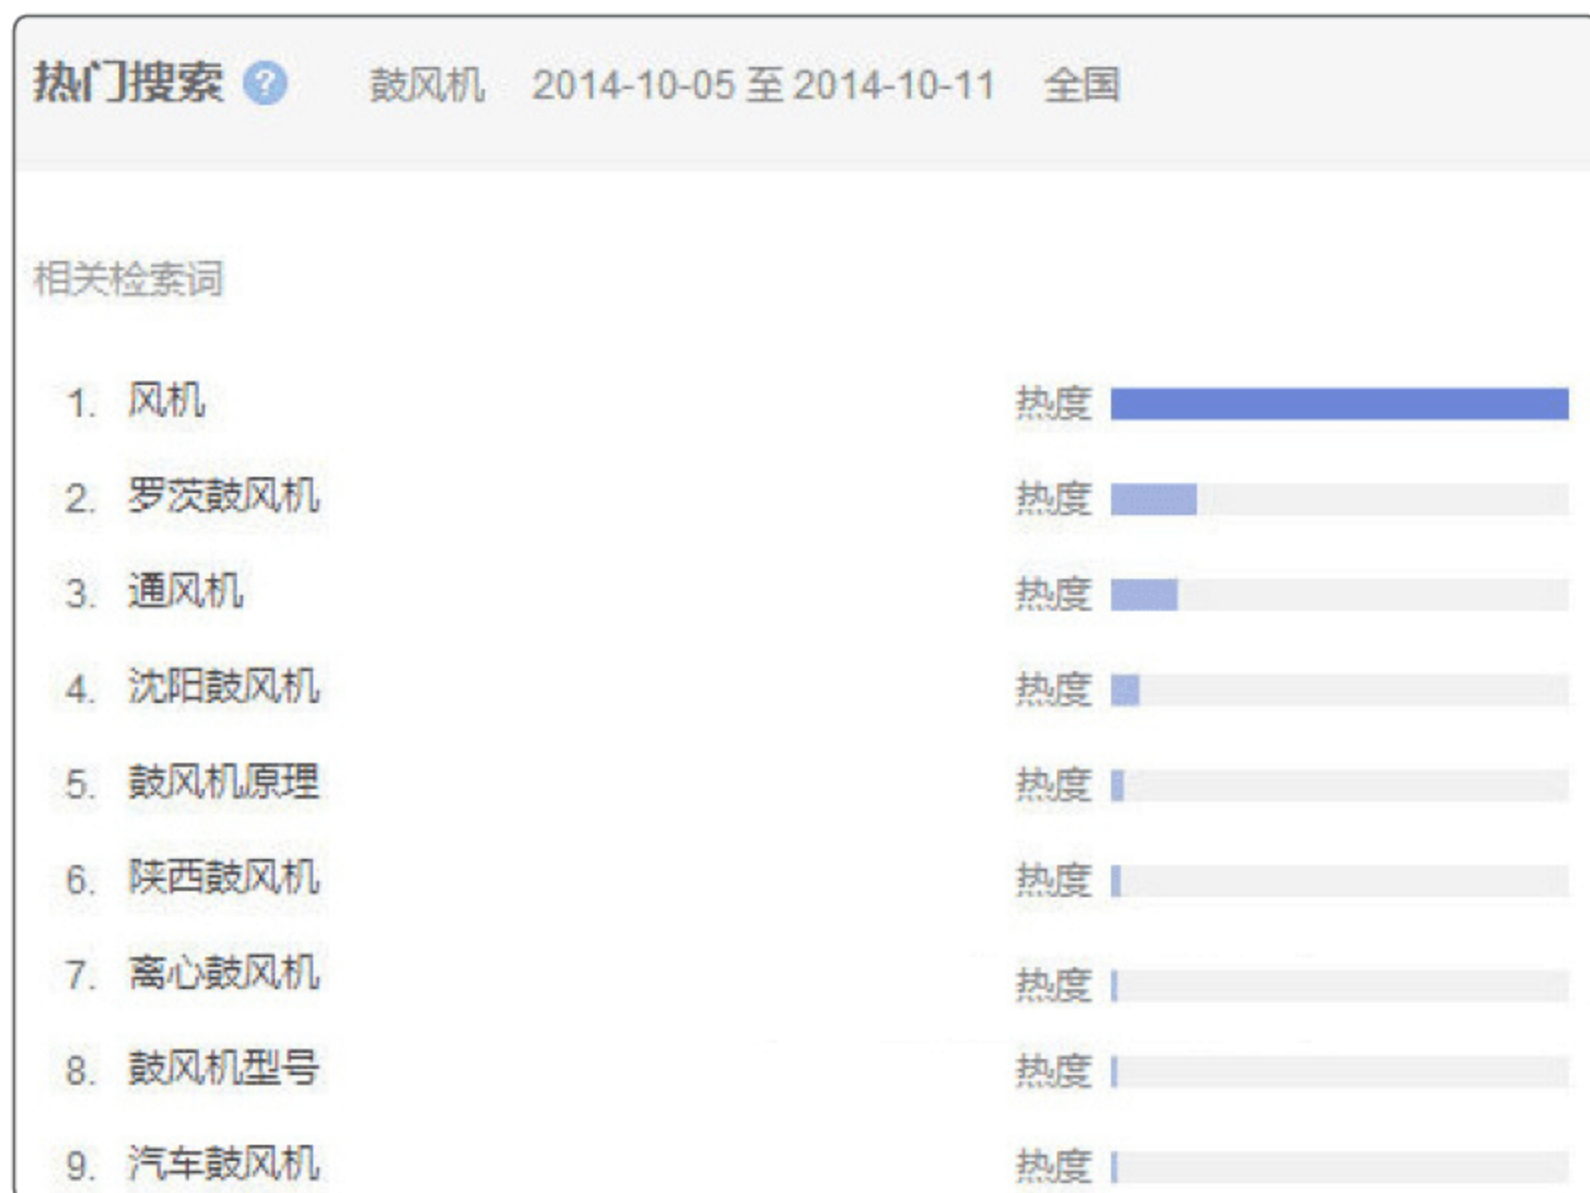 热门搜索 ? 鼓风机 2014-10-05 至 2014-10-11 全国
相关检索词
1. 风机 热度
2. 罗茨鼓风机 热度
3. 通风机 热度
4. 沈阳鼓风机 热度
5. 鼓风机原理 热度
6. 陕西鼓风机 热度
7. 离心鼓风机 热度
8. 鼓风机型号 热度
9. 汽车鼓风机 热度